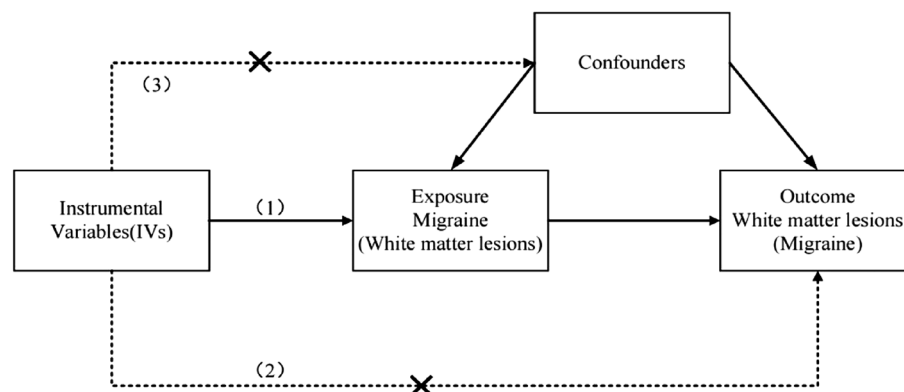 Confounders
（3）
Instrumental
Variables(IVs)
（1）
Exposure
Migraine
(White matter lesions)
Outcome
White matter lesions
(Migraine)
（2）